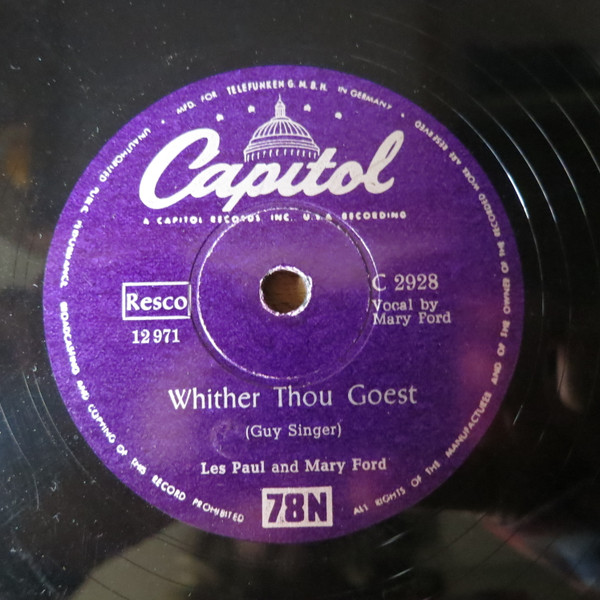 MFD. FOR TELEFUNKEN G.M.B.H. IN GERMANY
Capitol
A CAPITOL RECORDS, INC. U.S.A. RECORDING
Resco
12971
C 2928
Vocal by
Mary Ford
Whither Thou Goest
(Guy Singer)
Les Paul and Mary Ford
78N
UNAUTHORIZED PUBLIC PERFORMANCE, BROADCASTING AND COPYING OF THIS RECORD PROHIBITED
ALL RIGHTS OF THE MANUFACTURER AND OF THE OWNER OF THE RECORDED WORK ARE RESERVED